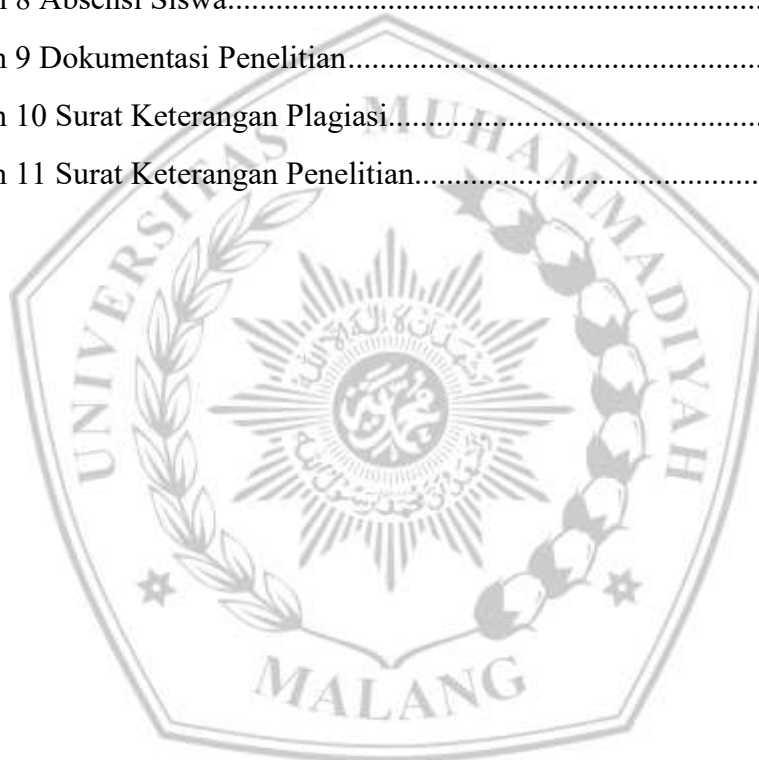 n 8 Absensi Siswa
n 9 Dokumentasi Penelitian
n 10 Surat Keterangan Plagiasi
n 11 Surat Keterangan Penelitian
UNIVERSITAS MUHAMMADIYAH
MALANG